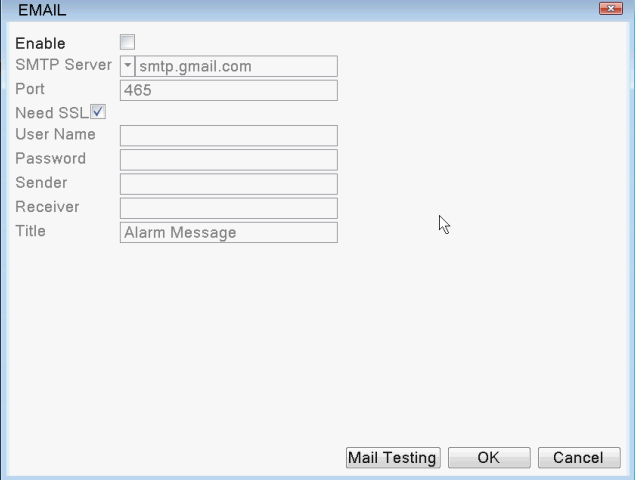 EMAIL
Enable
SMTP Server smtp.gmail.com
Port 465
Need SSL
User Name
Password
Sender
Receiver
Title Alarm Message
Mail Testing OK Cancel